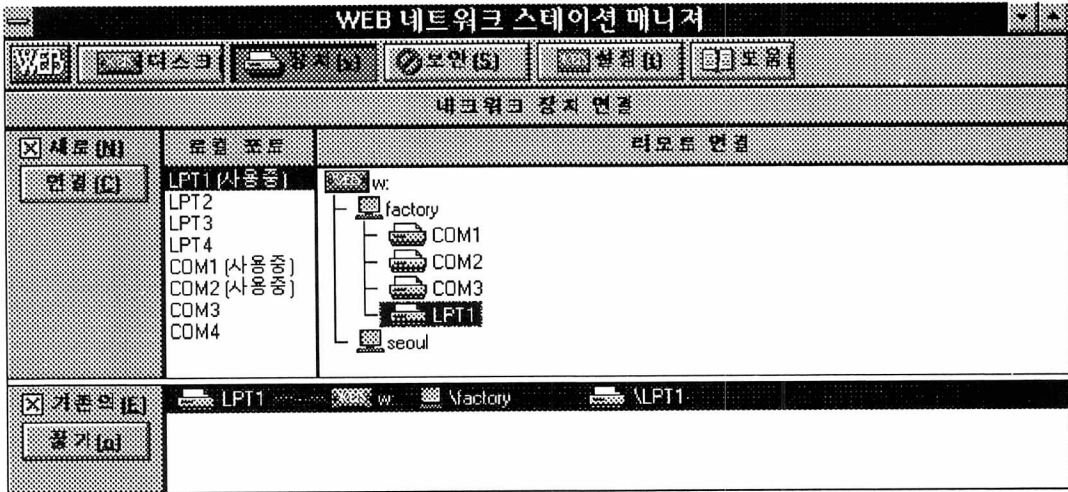 WEB 네트워크 스테이션 매니져
WEB 디스크( 장치(v) 보안(S) 설정(t) 도움(
네크워크 장치 연결
새로(N) 로컬 포트 리모트 연결
연결(C)
LPT1 (사용중)
LPT2
LPT3
LPT4
COM1 (사용중)
COM2 (사용중)
COM3
COM4
w:
factory
COM1
COM2
COM3
LPT1
seoul
기존의(E) LPT1 w: \factory \LPT1
끊기(u)